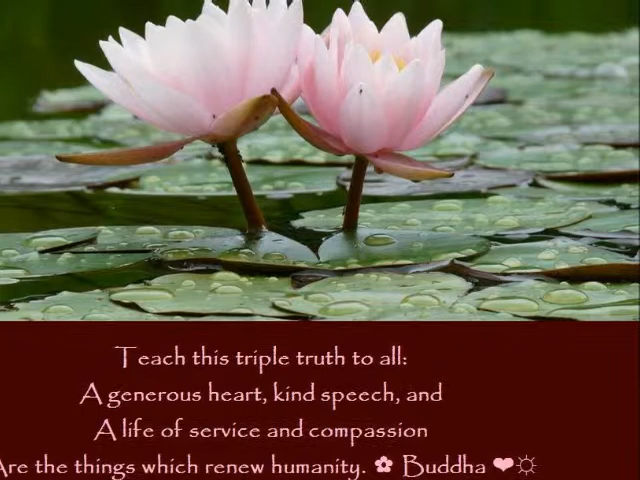 Teach this triple truth to all:
A generous heart, kind speech, and
A life of service and compassion
Are the things which renew humanity. ✿ Buddha ❤☼